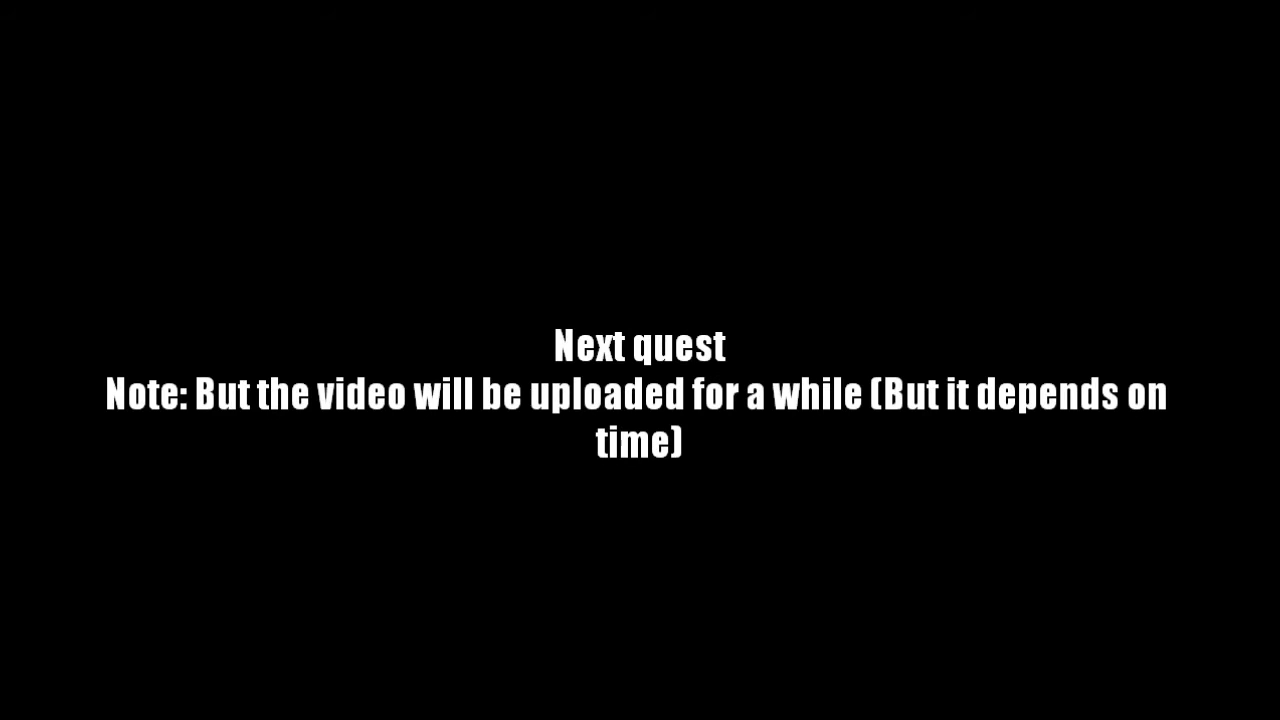 Next quest
Note: But the video will be uploaded for a while (But it depends on
time)